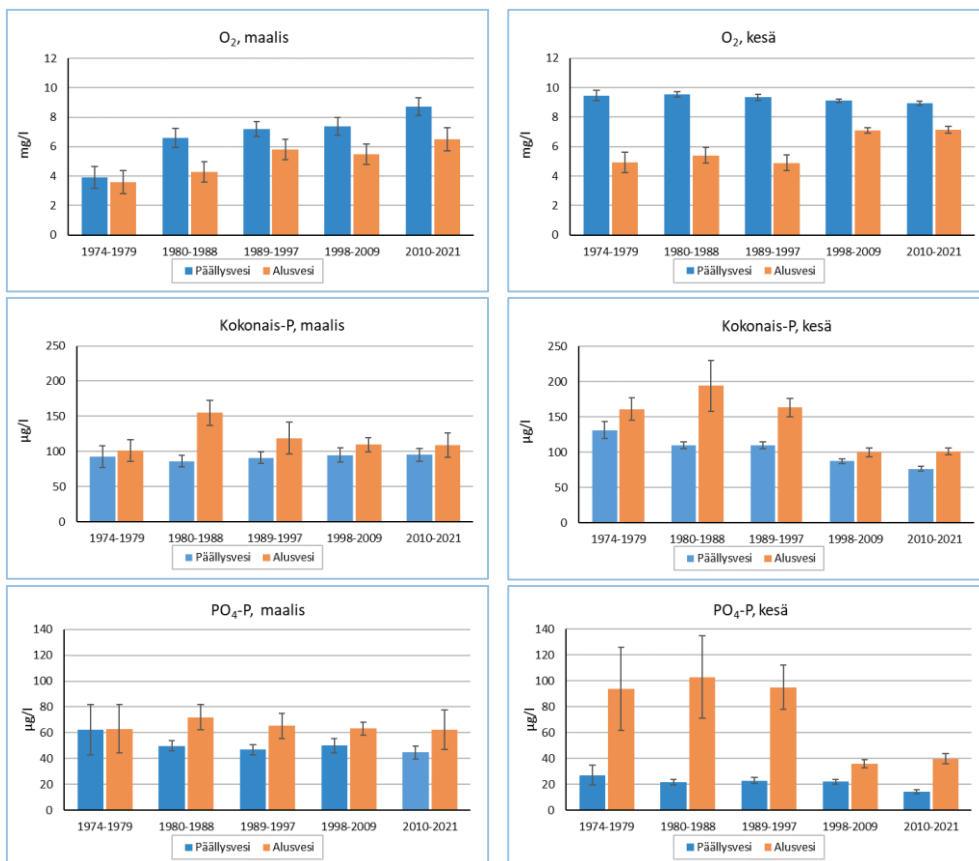 O₂, maalis
12
10
8
6
4
2
0
mg/l
1974-1979 1980-1988 1989-1997 1998-2009 2010-2021
Päällysvesi Alusvesi
O₂, kesä
12
10
8
6
4
2
0
mg/l
1974-1979 1980-1988 1989-1997 1998-2009 2010-2021
Päällysvesi Alusvesi
Kokonais-P, maalis
250
200
150
100
50
0
µg/l
1974-1979 1980-1988 1989-1997 1998-2009 2010-2021
Päällysvesi Alusvesi
Kokonais-P, kesä
250
200
150
100
50
0
µg/l
1974-1979 1980-1988 1989-1997 1998-2009 2010-2021
Päällysvesi Alusvesi
PO₄-P, maalis
140
120
100
80
60
40
20
0
µg/l
1974-1979 1980-1988 1989-1997 1998-2009 2010-2021
Päällysvesi Alusvesi
PO₄-P, kesä
140
120
100
80
60
40
20
0
µg/l
1974-1979 1980-1988 1989-1997 1998-2009 2010-2021
Päällysvesi Alusvesi